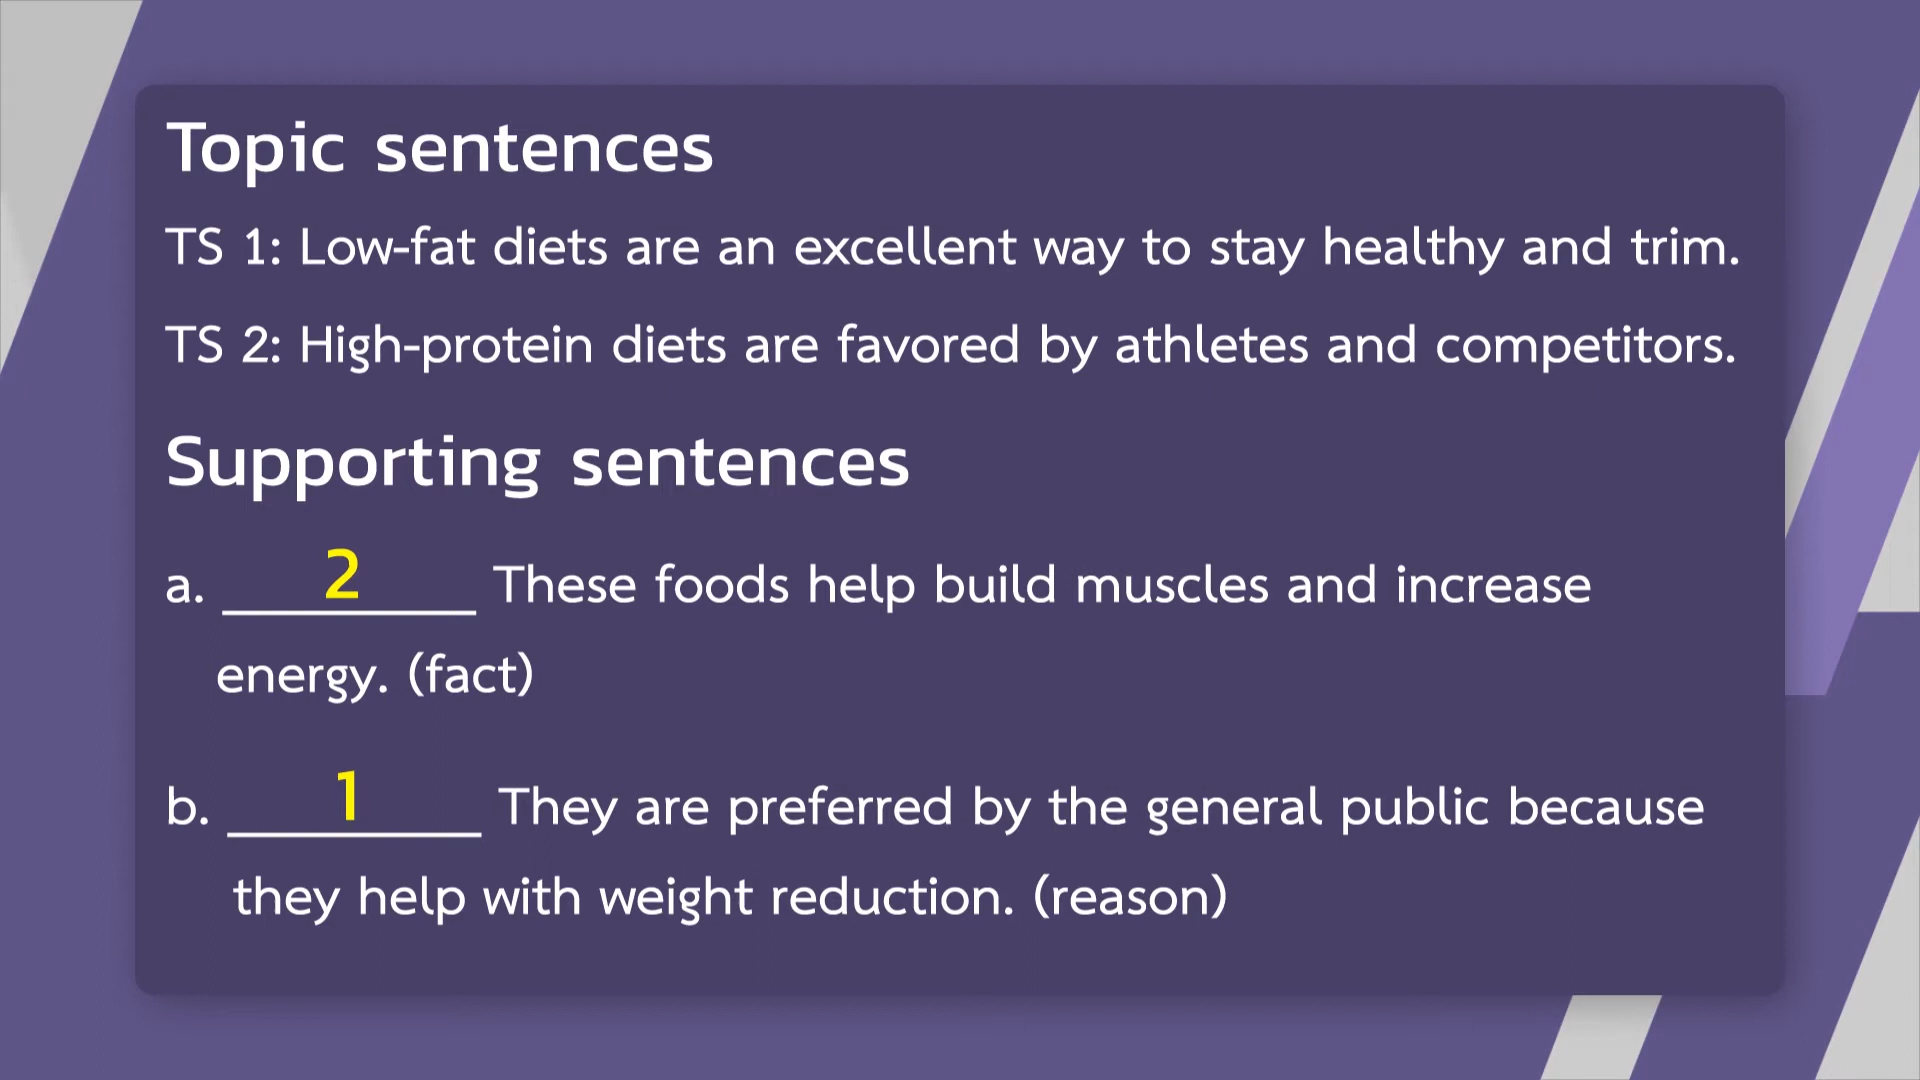 Topic sentences
TS 1: Low-fat diets are an excellent way to stay healthy and trim.
TS 2: High-protein diets are favored by athletes and competitors.
Supporting sentences
a. ____2____ These foods help build muscles and increase
energy. (fact)
b. ____1____ They are preferred by the general public because
they help with weight reduction. (reason)